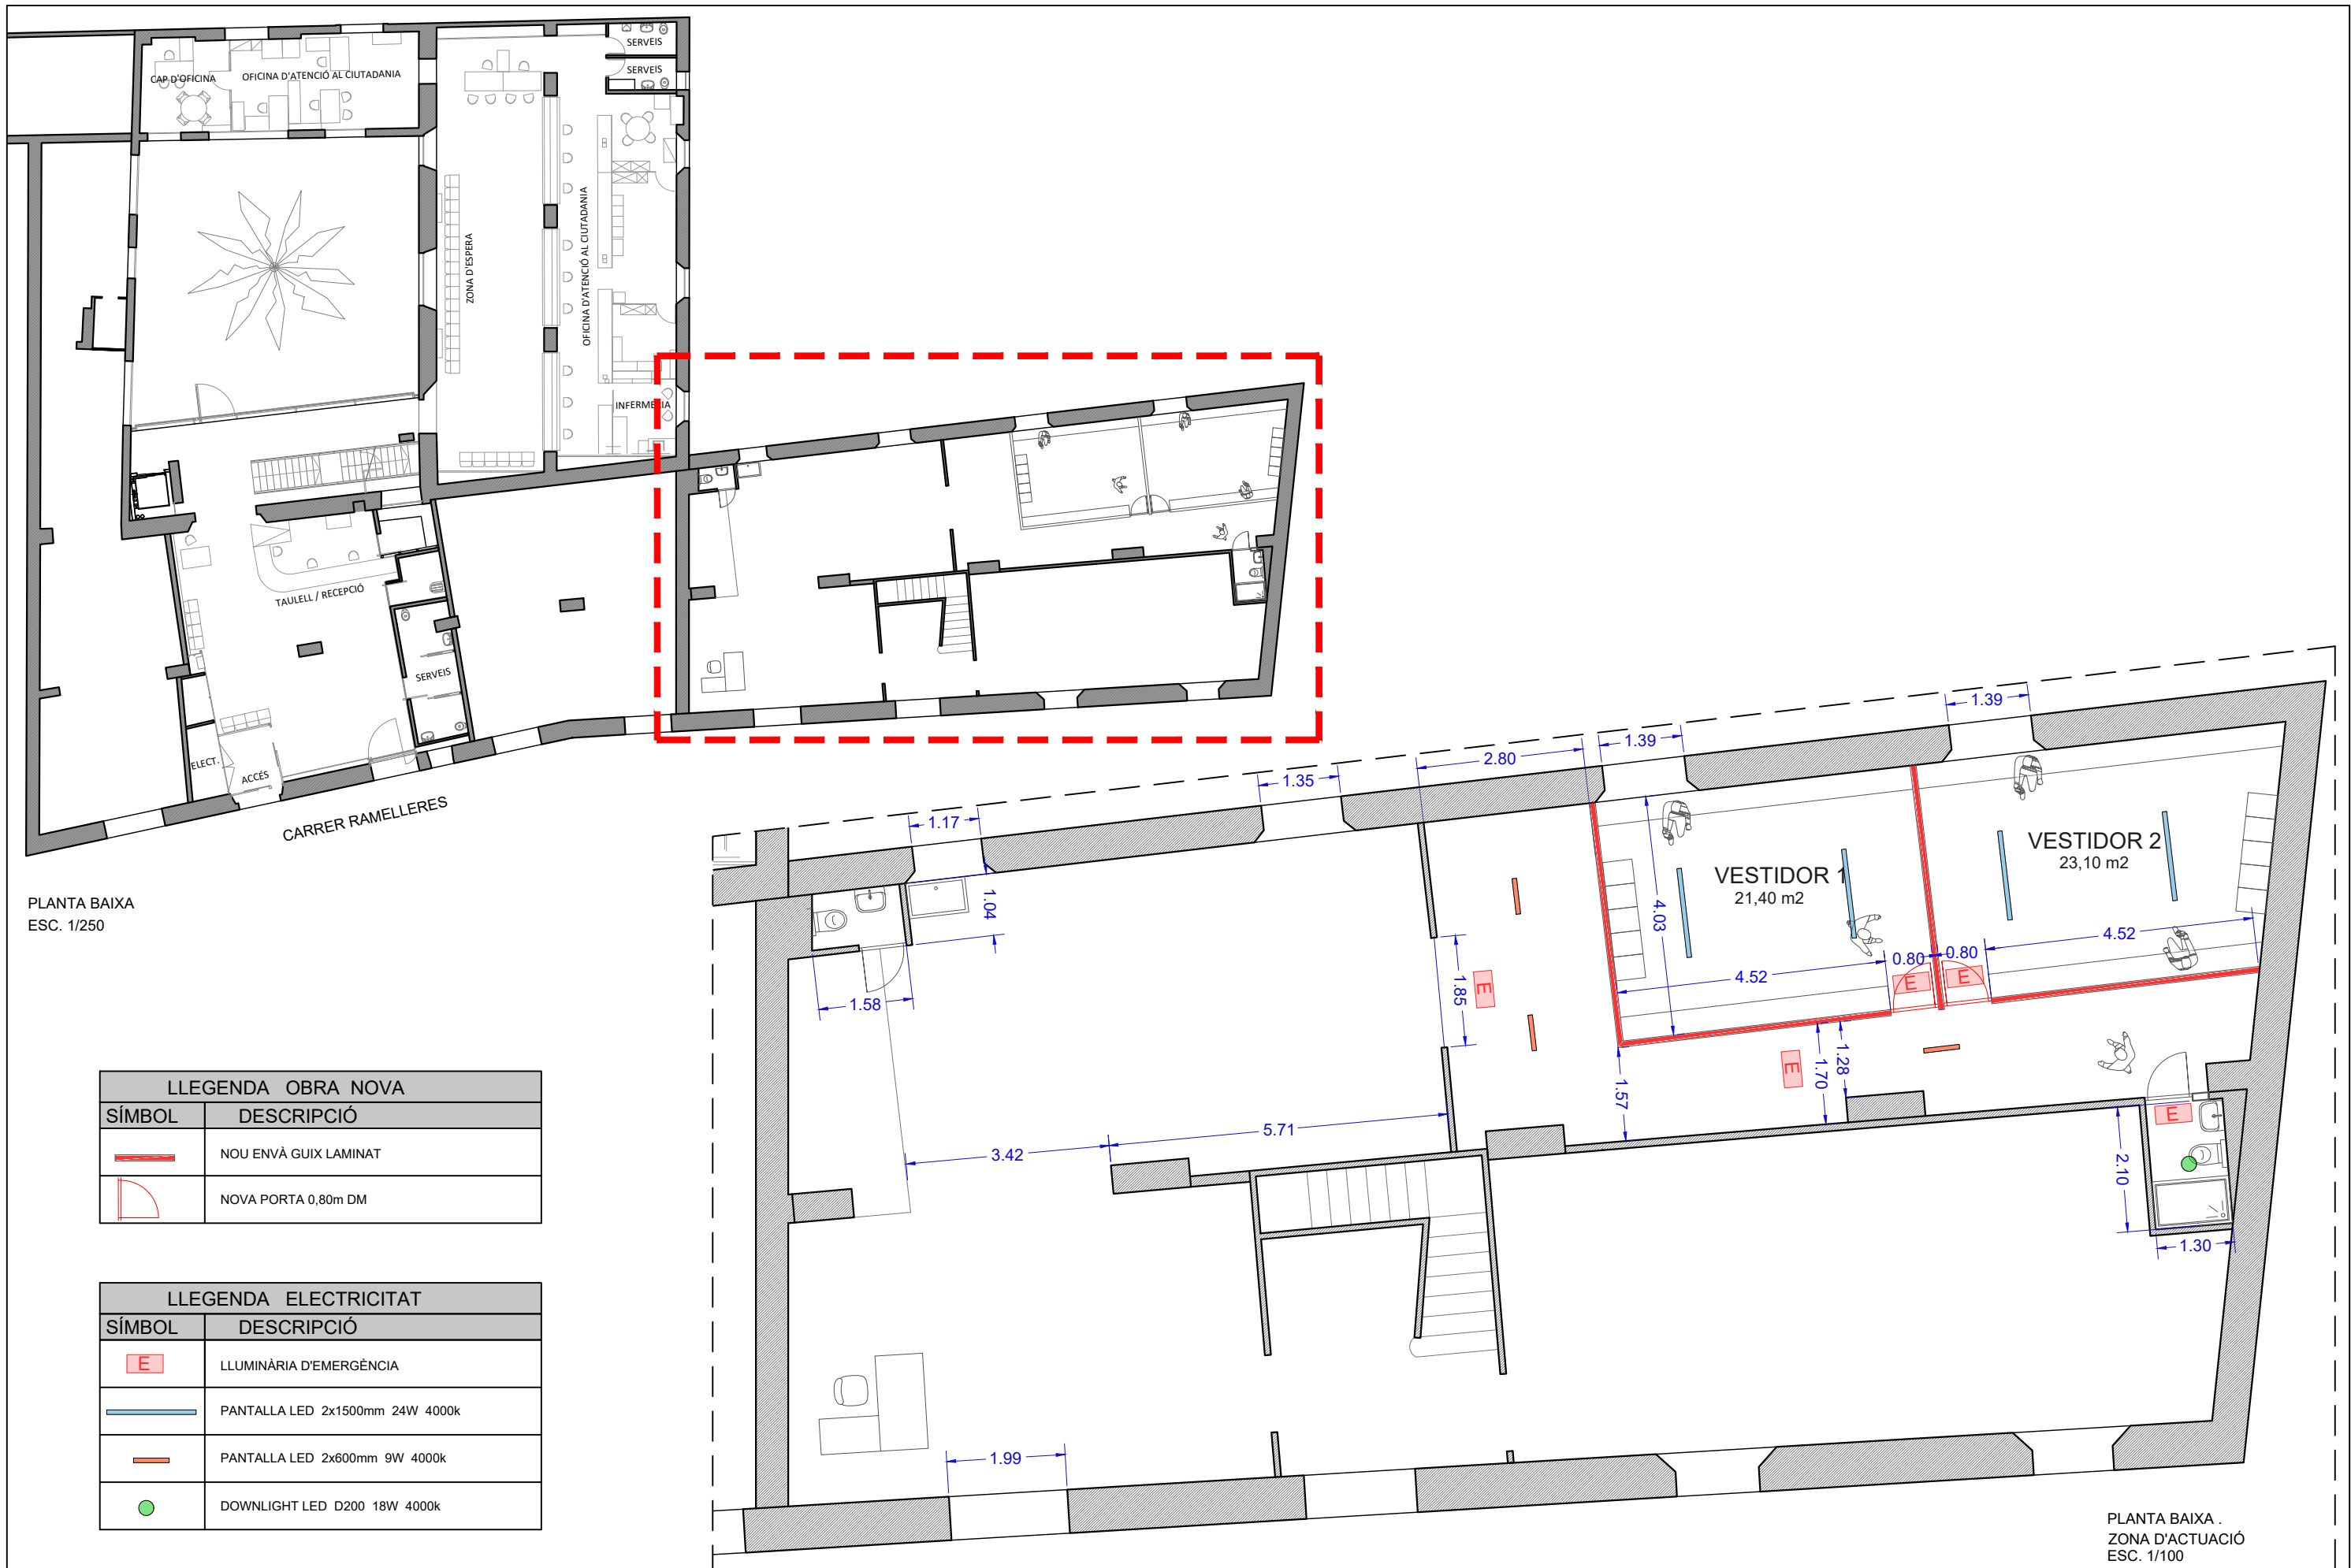 SERVEIS
SERVEIS
CAP D'OFICINA
OFICINA D'ATENCIÓ AL CIUTADANIA
ZONA D'ESPERA
OFICINA D'ATENCIÓ AL CIUTADANIA
INFERMERIA
TAULELL / RECEPCIÓ
SERVEIS
ELECT.
ACCÉS
CARRER RAMELLERES
PLANTA BAIXA
ESC. 1/250
1.39
1.39
2.80
1.35
1.17
1.04
VESTIDOR 2
23,10 m2
VESTIDOR 1
21,40 m2
4.03
4.52
0.80
0.80
4.52
E
E
E
1.85
1.58
E
1.28
1.70
1.57
E
5.71
3.42
2.10
1.30
1.99
LLEGENDA OBRA NOVA
SÍMBOL DESCRIPCIÓ
NOU ENVÀ GUIX LAMINAT
NOVA PORTA 0,80m DM
LLEGENDA ELECTRICITAT
SÍMBOL DESCRIPCIÓ
E LLUMINÀRIA D'EMERGÈNCIA
PANTALLA LED 2x1500mm 24W 4000k
PANTALLA LED 2x600mm 9W 4000k
DOWNLIGHT LED D200 18W 4000k
PLANTA BAIXA .
ZONA D'ACTUACIÓ
ESC. 1/100